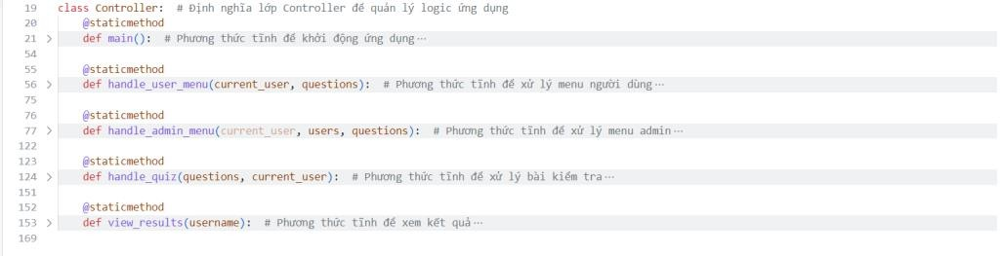 19 class Controller: # Định nghĩa lớp Controller để quản lý logic ứng dụng
20 @staticmethod
21 > def main(): # Phương thức tĩnh để khởi động ứng dụng…
54
55 @staticmethod
56 > def handle_user_menu(current_user, questions): # Phương thức tĩnh để xử lý menu người dùng…
75
76 @staticmethod
77 > def handle_admin_menu(current_user, users, questions): # Phương thức tĩnh để xử lý menu admin…
122
123 @staticmethod
124 > def handle_quiz(questions, current_user): # Phương thức tĩnh để xử lý bài kiểm tra…
151
152 @staticmethod
153 > def view_results(username): # Phương thức tĩnh để xem kết quả…
169